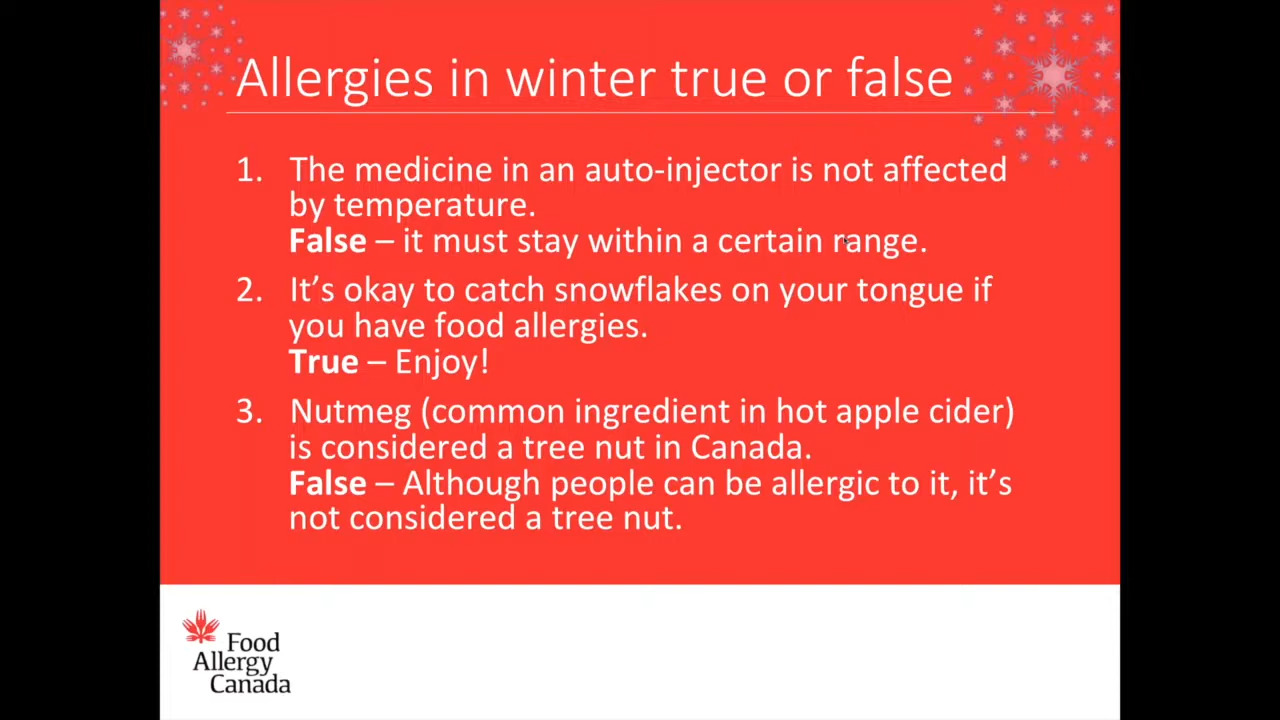 Allergies in winter true or false
1. The medicine in an auto-injector is not affected
by temperature.
False – it must stay within a certain range.
2. It’s okay to catch snowflakes on your tongue if
you have food allergies.
True – Enjoy!
3. Nutmeg (common ingredient in hot apple cider)
is considered a tree nut in Canada.
False – Although people can be allergic to it, it’s
not considered a tree nut.
Food
Allergy
Canada